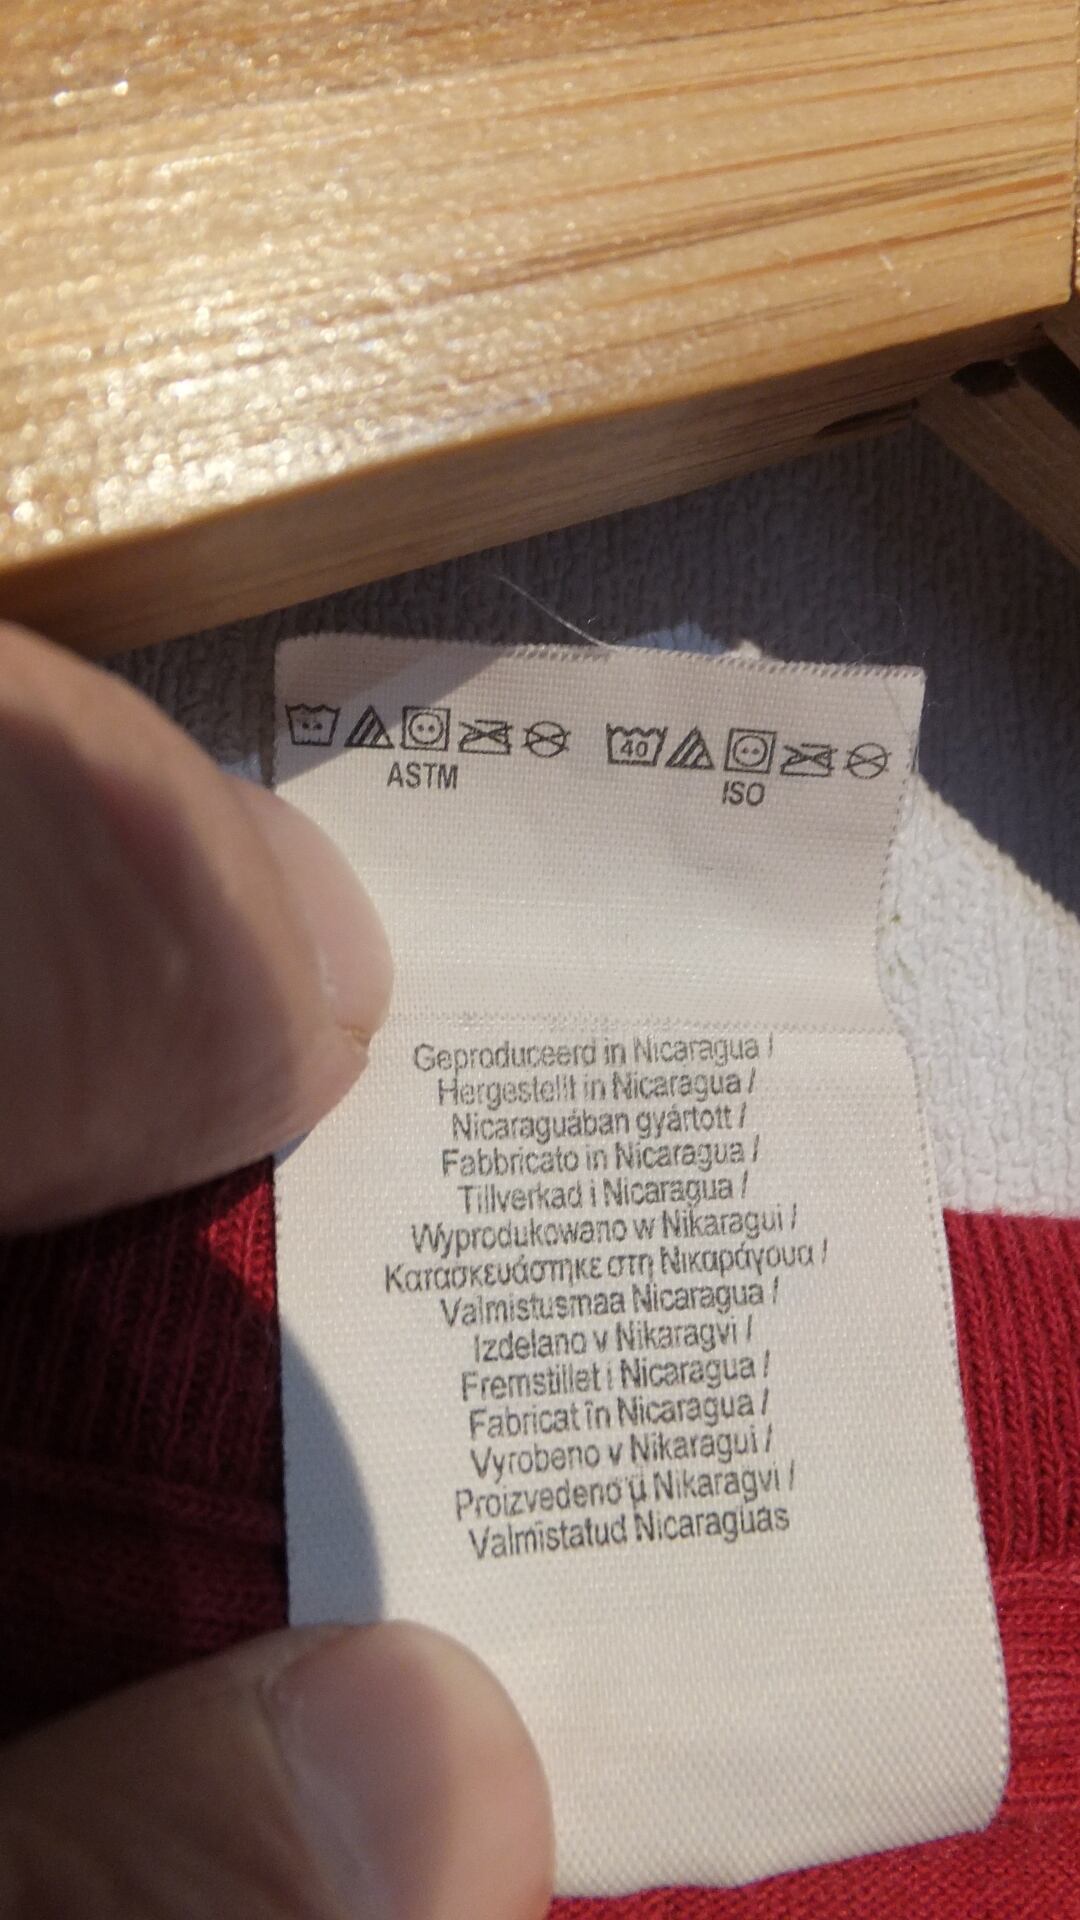 40
ASTM
ISO
Geproduceerd in Nicaragua /
Hergestellt in Nicaragua /
Nicaraguában gyártott /
Fabbricato in Nicaragua /
Tillverkad i Nicaragua /
Wyprodukowano w Nikaragui /
Κατασκευάστηκε στη Νικαράγουα /
Valmistusmaa Nicaragua /
Izdelano v Nikaragvi /
Fremstillet i Nicaragua /
Fabricat în Nicaragua /
Vyrobeno v Nikaragui /
Proizvedeno u Nikaragvi /
Valmistatud Nicaraguas